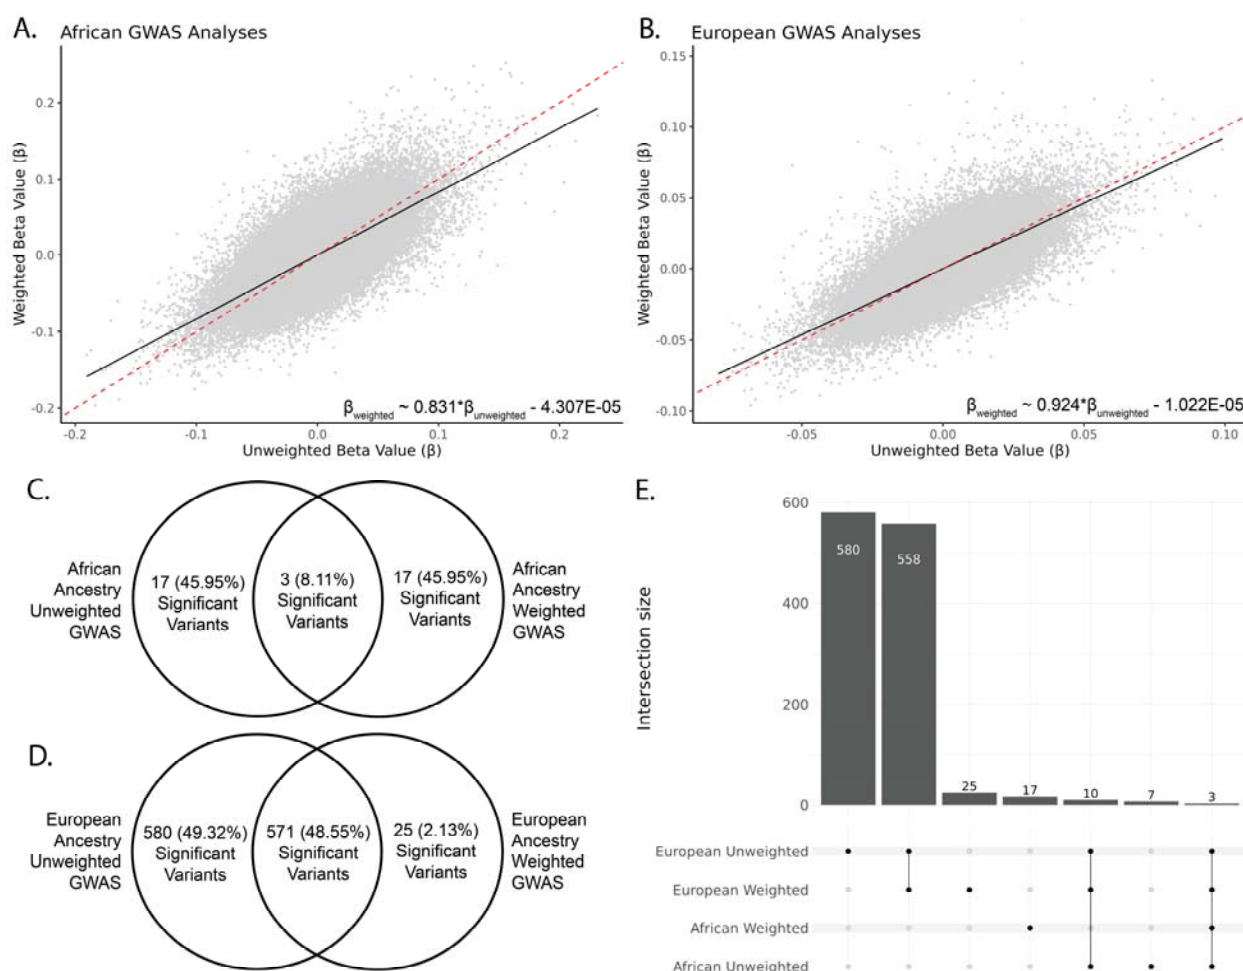 A. African GWAS Analyses
Weighted Beta Value (β)
0.2
0.1
0.0
-0.1
-0.2
βweighted ~ 0.831*βunweighted - 4.307E-05
-0.2 -0.1 0.0 0.1 0.2
Unweighted Beta Value (β)
B. European GWAS Analyses
Weighted Beta Value (β)
0.15
0.10
0.05
0.00
-0.05
-0.10
βweighted ~ 0.924*βunweighted - 1.022E-05
-0.05 0.00 0.05 0.10
Unweighted Beta Value (β)
C.
African
Ancestry
Unweighted
GWAS
17 (45.95%)
Significant
Variants
3 (8.11%)
Significant
Variants
17 (45.95%)
Significant
Variants
African
Ancestry
Weighted
GWAS
D.
European
Ancestry
Unweighted
GWAS
580 (49.32%)
Significant
Variants
571 (48.55%)
Significant
Variants
25 (2.13%)
Significant
Variants
European
Ancestry
Weighted
GWAS
E.
Intersection size
600
400
200
0
580
558
25
17
10
7
3
European Unweighted
European Weighted
African Weighted
African Unweighted